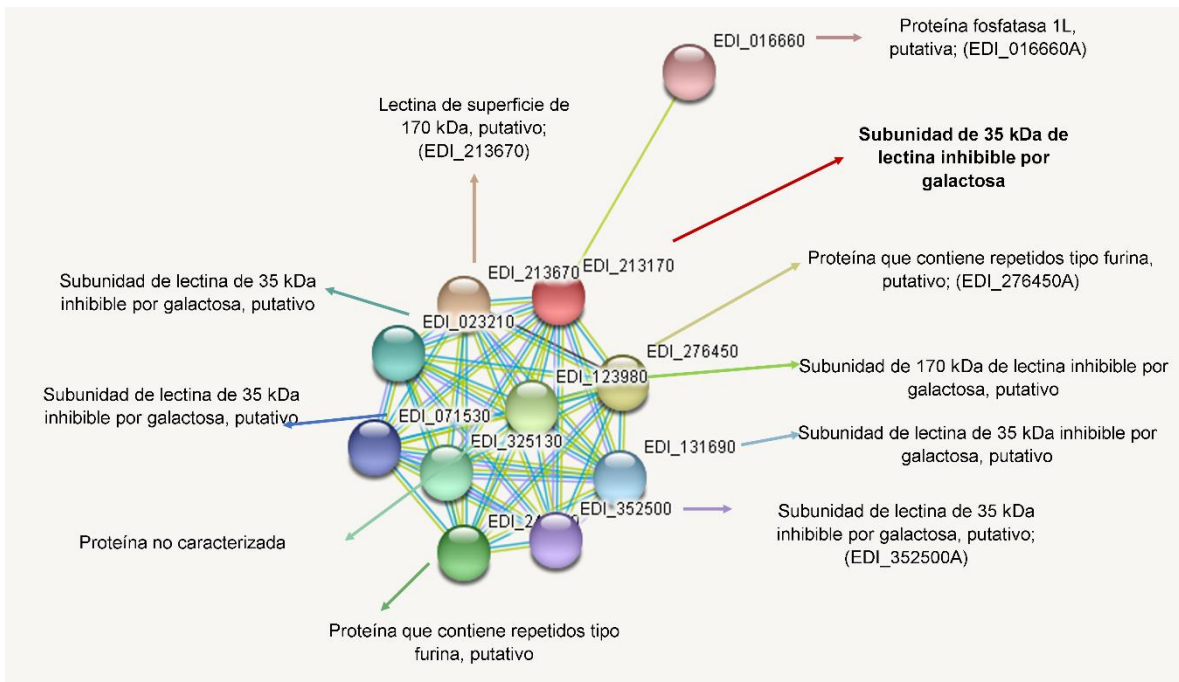 EDI_016660
Proteína fosfatasa 1L,
putativa; (EDI_016660A)
Lectina de superficie de
170 kDa, putativo;
(EDI_213670)
Subunidad de 35 kDa de
lectina inhibible por
galactosa
EDI_213670
EDI_213170
Proteína que contiene repetidos tipo furina,
putativo; (EDI_276450A)
Subunidad de lectina de 35 kDa
inhibible por galactosa, putativo
EDI_023210
EDI_276450
EDI_123980
Subunidad de 170 kDa de lectina inhibible por
galactosa, putativo
Subunidad de lectina de 35 kDa
inhibible por galactosa, putativo
EDI_071530
EDI_325130
EDI_131690
Subunidad de lectina de 35 kDa inhibible por
galactosa, putativo
EDI_352500
Subunidad de lectina de 35 kDa
inhibible por galactosa, putativo;
(EDI_352500A)
Proteína no caracterizada
Proteína que contiene repetidos tipo
furina, putativo